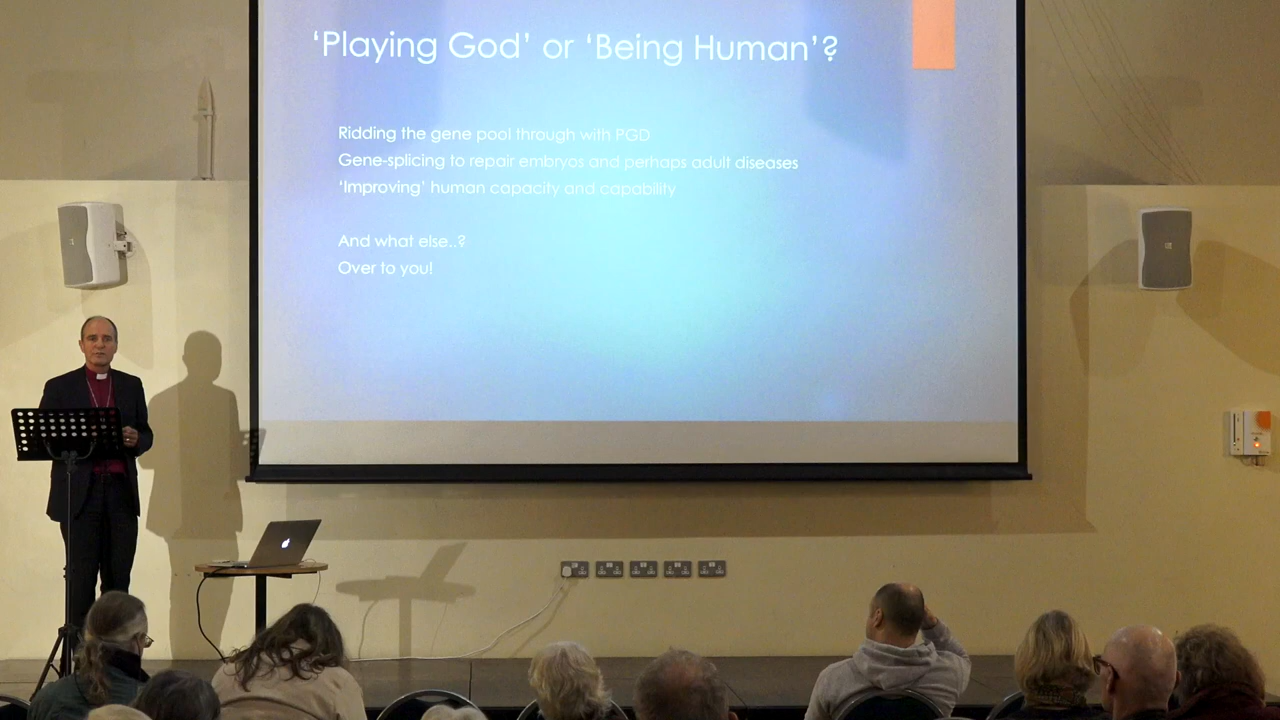 ‘Playing God’ or ‘Being Human’?
Ridding the gene pool through with PGD
Gene-splicing to repair embryos and perhaps adult diseases
‘Improving’ human capacity and capability
And what else..?
Over to you!